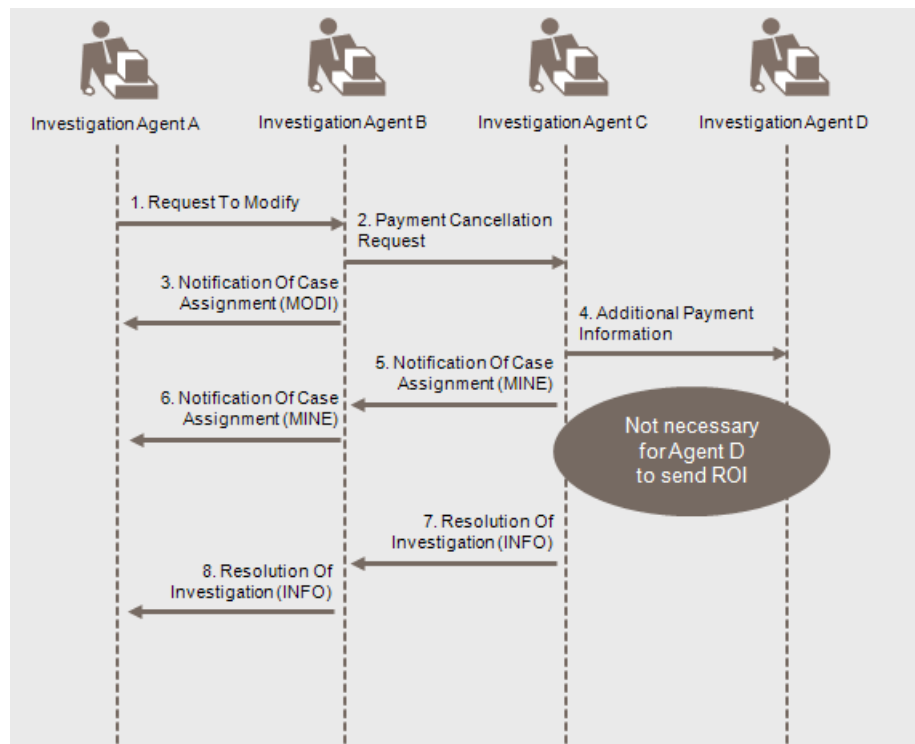 Investigation Agent A
Investigation Agent B
Investigation Agent C
Investigation Agent D
1. Request To Modify
2. Payment Cancellation
Request
3. Notification Of Case
Assignment (MODI)
4. Additional Payment
Information
5. Notification Of Case
Assignment (MINE)
6. Notification Of Case
Assignment (MINE)
Not necessary
for Agent D
to send ROI
7. Resolution Of
Investigation (INFO)
8. Resolution Of
Investigation (INFO)